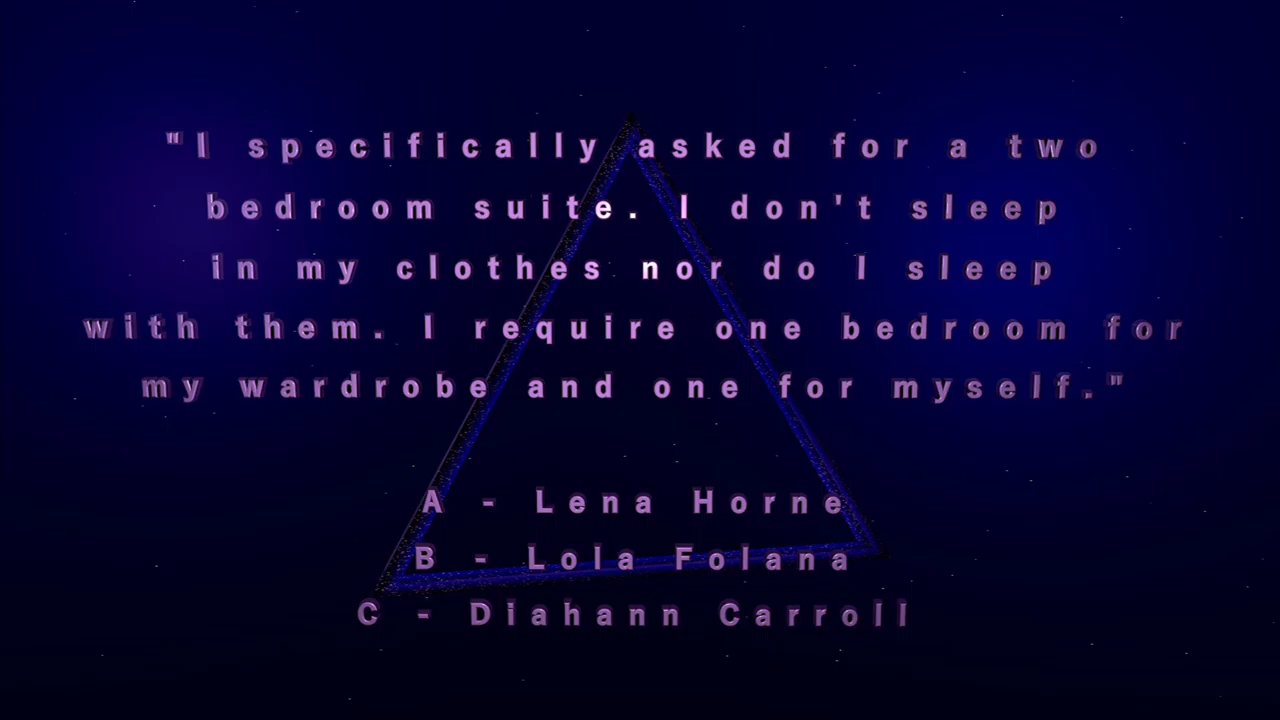 "I specifically asked for a two
bedroom suite. I don't sleep
in my clothes nor do I sleep
with them. I require one bedroom for
my wardrobe and one for myself."
A - Lena Horne
B - Lola Folana
C - Diahann Carroll